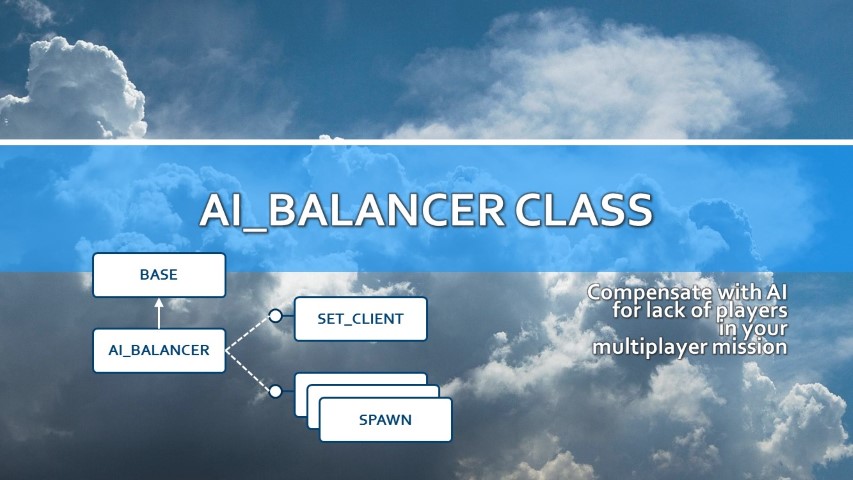 AI_BALANCER CLASS
BASE
AI_BALANCER
SET_CLIENT
SPAWN
Compensate with AI
for lack of players
in your
multiplayer mission